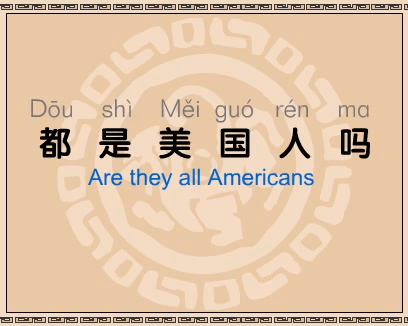 Dōu shì Měi guó rén ma
都 是 美 国 人 吗
Are they all Americans